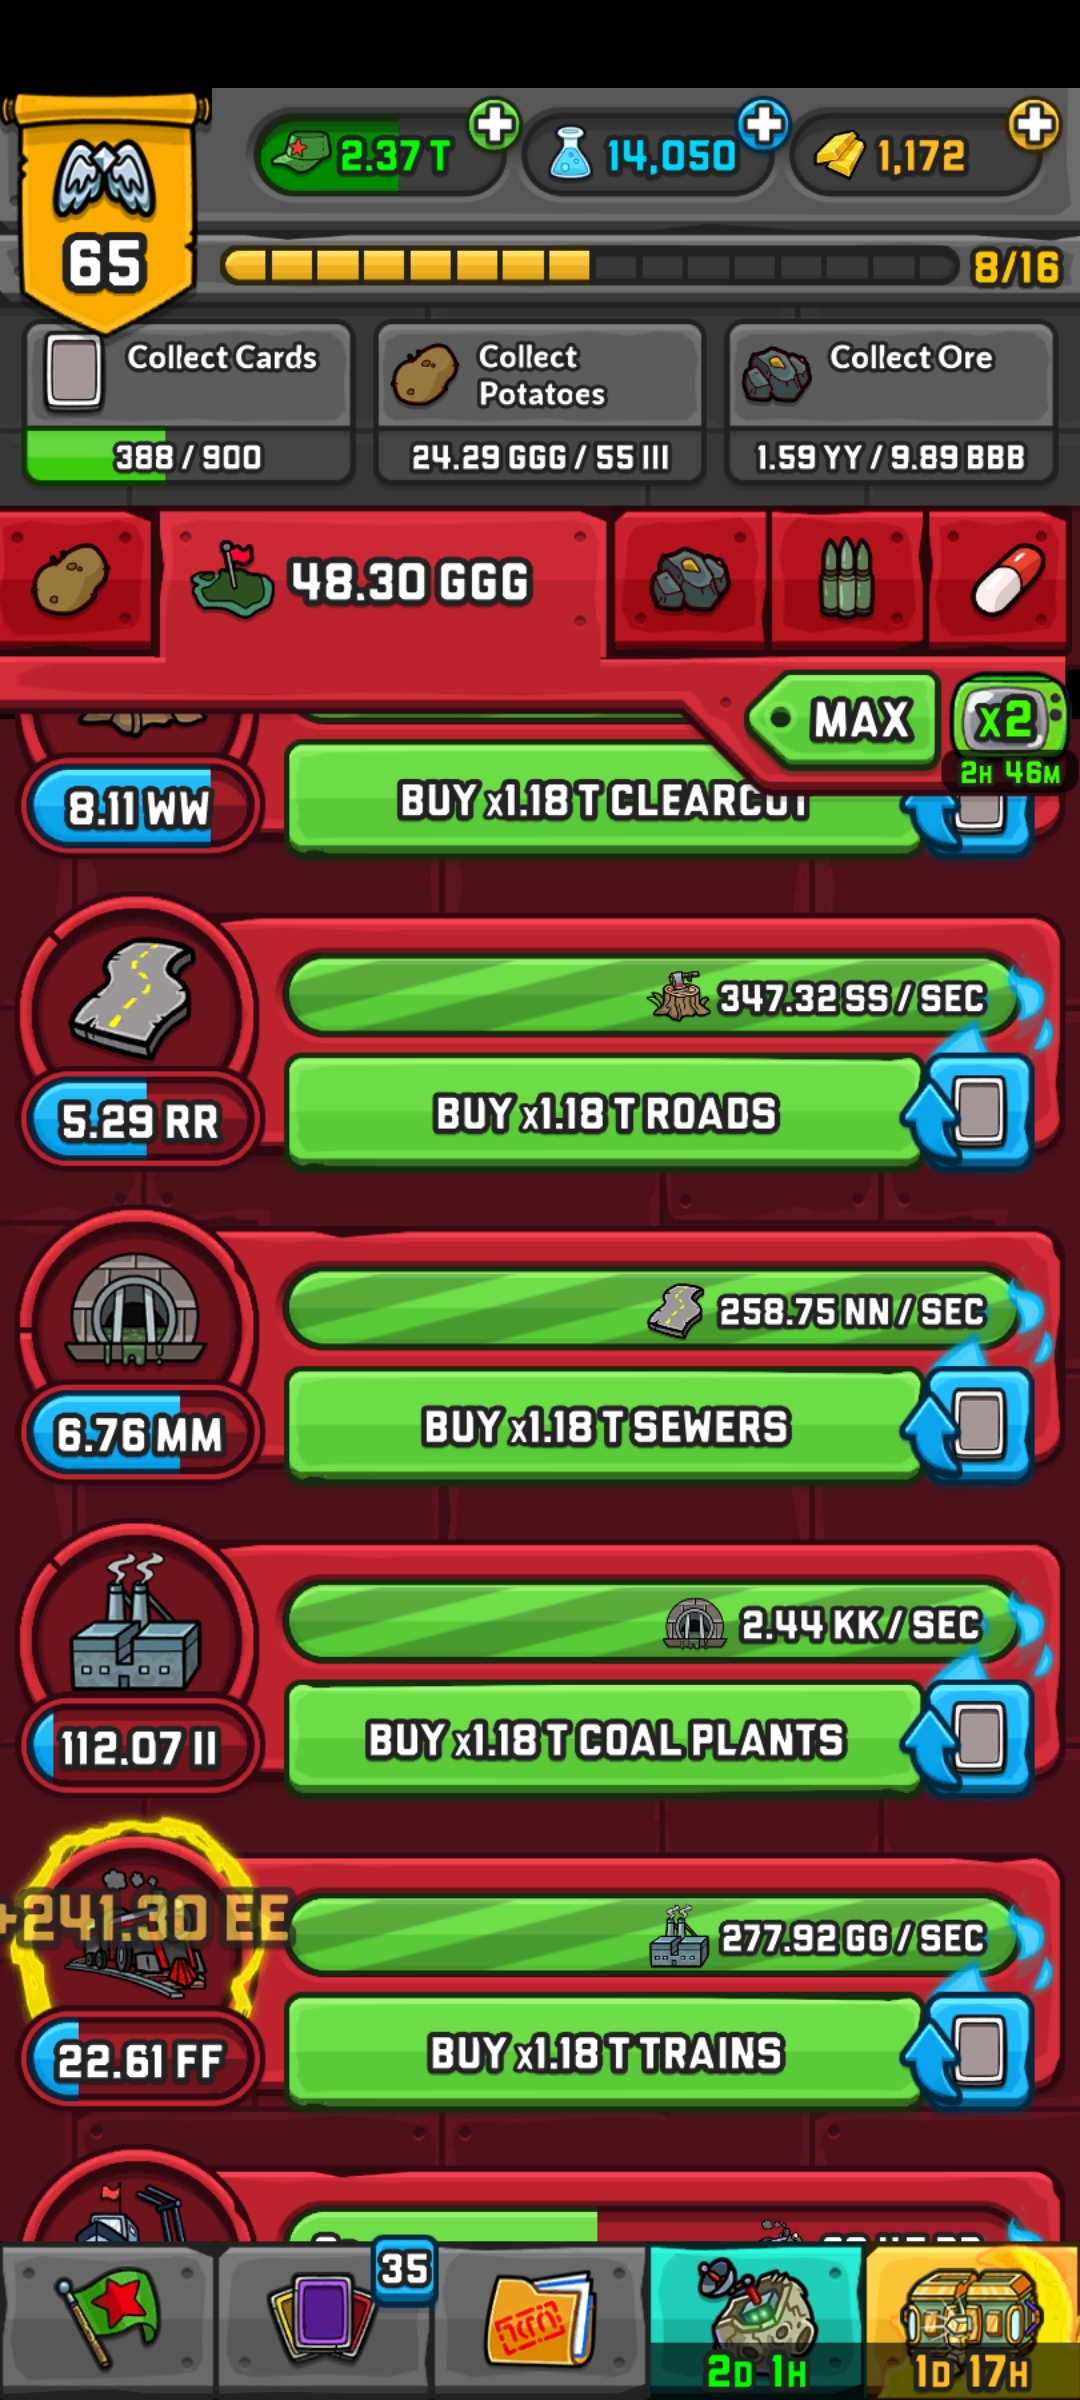 2.37 T
14,050
1,172
65
8/16
Collect Cards
388 / 900
Collect
Potatoes
24.29 GGG / 55 III
Collect Ore
1.59 YY / 9.89 BBB
48.30 GGG
MAX
x2
2H 46M
8.11 WW
BUY x1.18 T CLEARCUT
347.32 SS / SEC
5.29 RR
BUY x1.18 T ROADS
258.75 NN / SEC
6.76 MM
BUY x1.18 T SEWERS
2.44 KK / SEC
112.07 II
BUY x1.18 T COAL PLANTS
+241.30 EE
277.92 GG / SEC
22.61 FF
BUY x1.18 T TRAINS
35
2D 1H
1D 17H